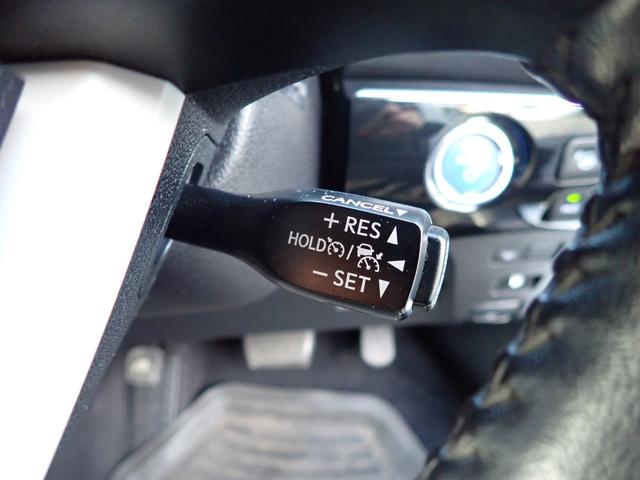 CANCEL▼
+ RES ▲
HOLD / ◀
− SET ▼